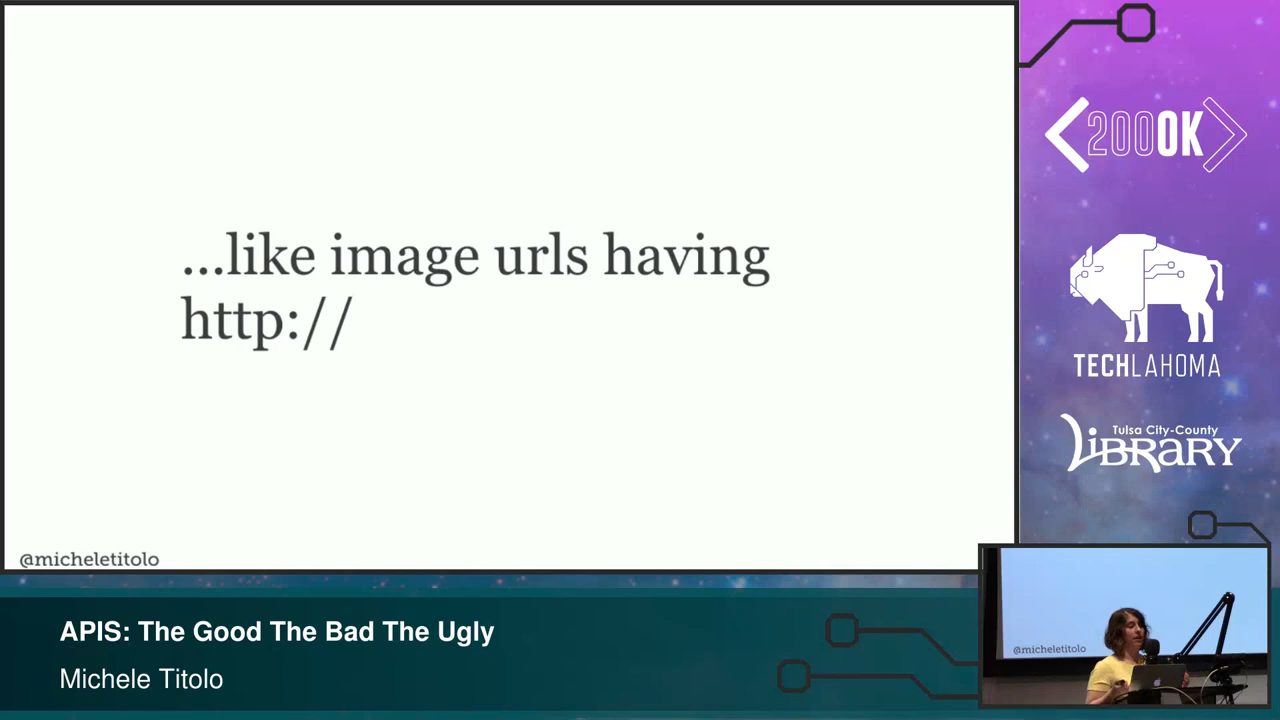 ...like image urls having
http://
@micheletitolo
200OK
TECHLAHOMA
Tulsa City-County
LIBRARY
@micheletitolo
APIS: The Good The Bad The Ugly
Michele Titolo